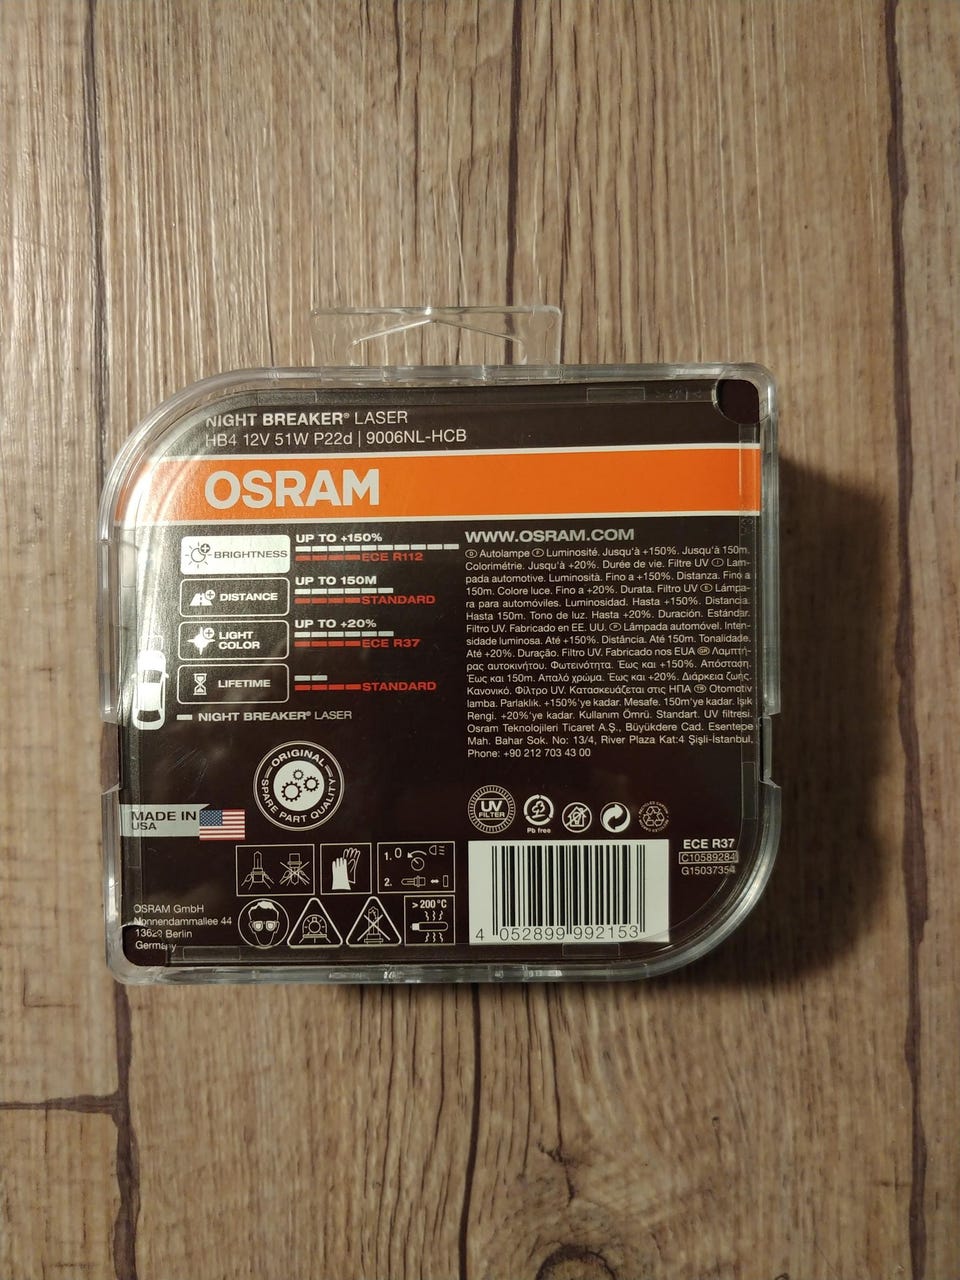 NIGHT BREAKER® LASER
HB4 12V 51W P22d | 9006NL-HCB
OSRAM
BRIGHTNESS
UP TO +150%
ECE R112
DISTANCE
UP TO 150M
STANDARD
LIGHT
COLOR
UP TO +20%
ECE R37
LIFETIME
STANDARD
NIGHT BREAKER® LASER
WWW.OSRAM.COM
Ⓓ Autolampe Ⓕ Luminosité. Jusqu'à +150%. Jusqu'à 150m.
Colorimétrie. Jusqu'à +20%. Durée de vie. Filtre UV Ⓘ Lam-
pada automotive. Luminosità. Fino a +150%. Distanza. Fino a
150m. Colore luce. Fino a +20%. Durata. Filtro UV Ⓔ Lámpa-
ra para automóviles. Luminosidad. Hasta +150%. Distancia.
Hasta 150m. Tono de luz. Hasta +20%. Duración. Estándar.
Filtro UV. Fabricado en EE. UU. Ⓟ Lâmpada automóvel. Inten-
sidade luminosa. Até +150%. Distância. Até 150m. Tonalidade.
Até +20%. Duração. Filtro UV. Fabricado nos EUA GR Λαμπτή-
ρας αυτοκινήτου. Φωτεινότητα. Έως και +150%. Απόσταση.
Έως και 150m. Απαλό χρώμα. Έως και +20%. Διάρκεια ζωής.
Κανονικό. Φίλτρο UV. Κατασκευάζεται στις ΗΠΑ TR Otomotiv
lamba. Parlaklık. +150%'ye kadar. Mesafe. 150m'ye kadar. Işık
Rengi. +20%'ye kadar. Kullanım Ömrü. Standart. UV filtresi.
Osram Teknolojileri Ticaret A.Ş., Büyükdere Cad. Esentepe
Mah. Bahar Sok. No: 13/4, River Plaza Kat:4 Şişli-İstanbul,
Phone: +90 212 703 43 00
ORIGINAL
SPARE PART QUALITY
MADE IN
USA
UV
FILTER
Pb free
ECE R37
C10589284
G15037354
1. 0
2.
> 200 °C
OSRAM GmbH
Nonnendammallee 44
13629 Berlin
Germany
4 052899 992153